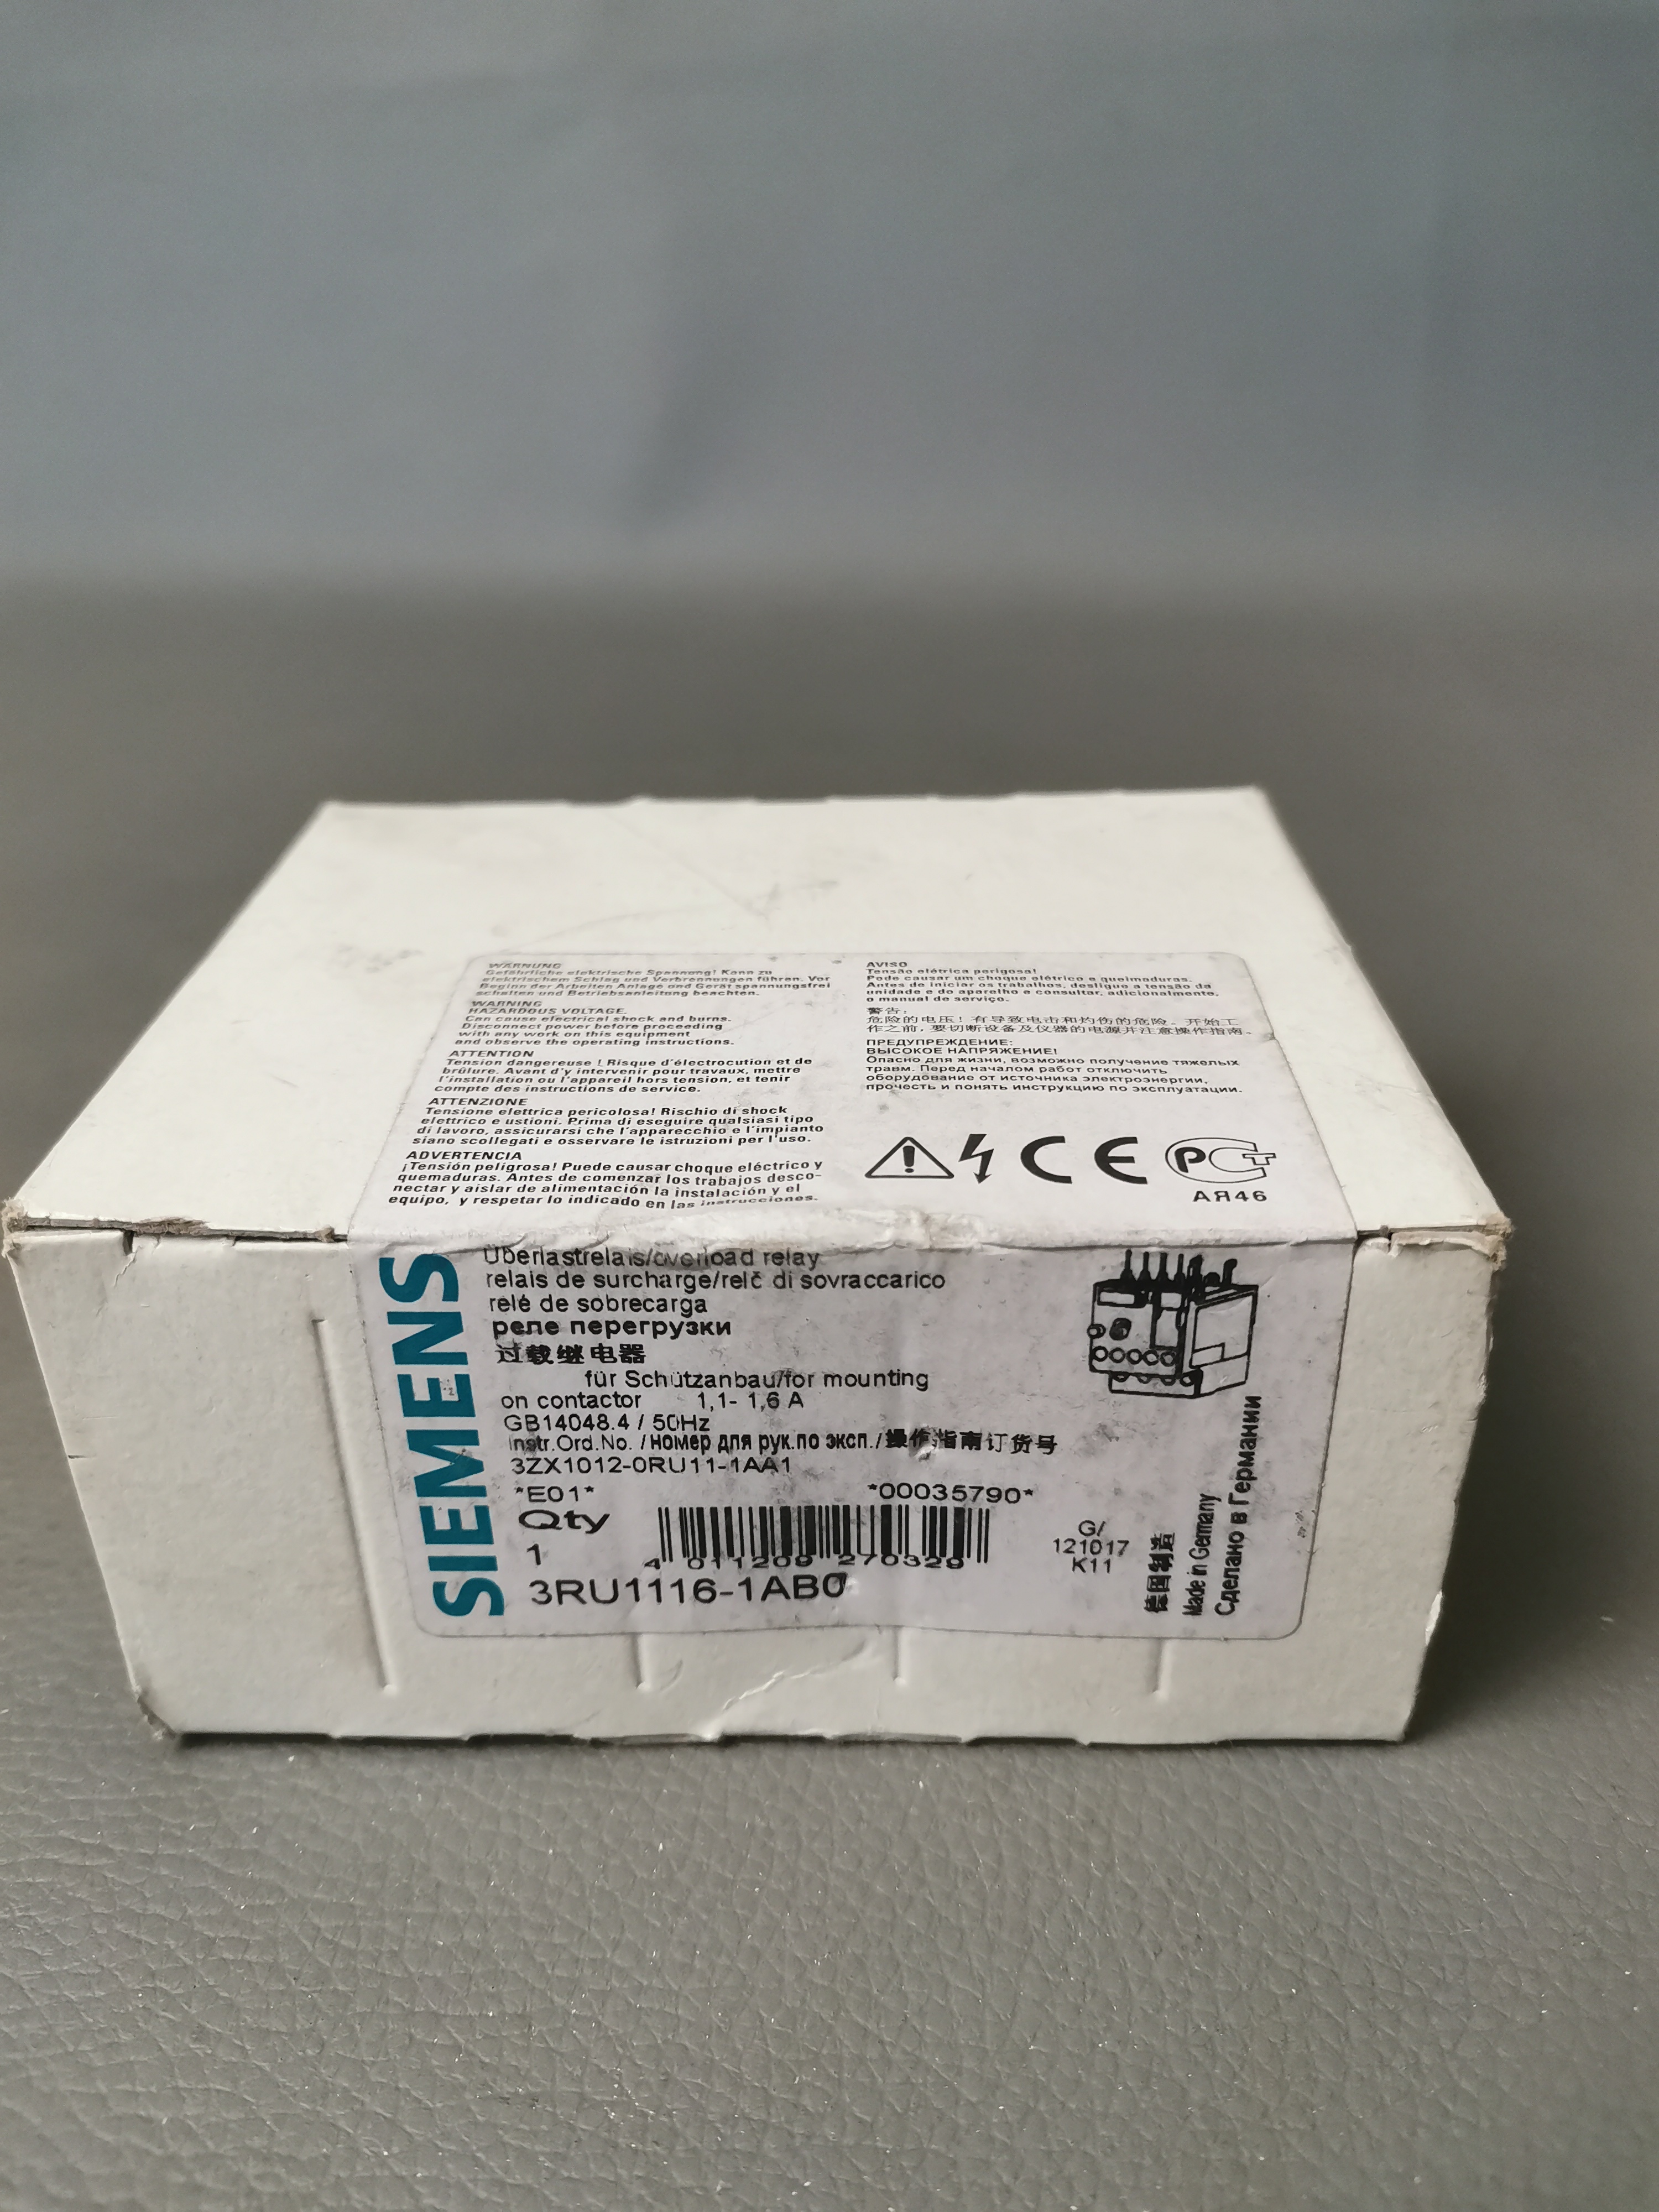 WARNUNG
Gefährliche elektrische Spannung! Kann zu
elektrischem Schlag und Verbrennungen führen. Vor
Beginn der Arbeiten Anlage und Gerät spannungsfrei
schalten und Betriebsanleitung beachten.
WARNING
HAZARDOUS VOLTAGE.
Can cause electrical shock and burns.
Disconnect power before proceeding
with any work on this equipment
and observe the operating instructions.
ATTENTION
Tension dangereuse ! Risque d'électrocution et de
brûlure. Avant d'y intervenir pour travaux, mettre
l'installation ou l'appareil hors tension, et tenir
compte des instructions de service.
ATTENZIONE
Tensione elettrica pericolosa! Rischio di shock
elettrico e ustioni. Prima di eseguire qualsiasi tipo
di lavoro, assicurarsi che l'apparecchio e l'impianto
siano scollegati e osservare le istruzioni per l'uso.
ADVERTENCIA
¡Tensión peligrosa! Puede causar choque eléctrico y
quemaduras. Antes de comenzar los trabajos desco-
nectar y aislar de alimentación la instalación y el
equipo, y respetar lo indicado en las instrucciones.
AVISO
Tensão elétrica perigosa!
Pode causar um choque elétrico e queimaduras.
Antes de iniciar os trabalhos, desligue a tensão da
unidade e do aparelho e consultar, adicionalmente,
o manual de serviço.
警告:
危险的电压! 有导致电击和灼伤的危险。开始工
作之前, 要切断设备及仪器的电源并注意操作指南。
ПРЕДУПРЕЖДЕНИЕ:
ВЫСОКОЕ НАПРЯЖЕНИЕ!
Опасно для жизни, возможно получение тяжелых
травм. Перед началом работ отключить
оборудование от источника электроэнергии,
прочесть и понять инструкцию по эксплуатации.
CE
PCT
АЯ46
SIEMENS
Überlastrelais/overload relay
relais de surcharge/relč di sovraccarico
relé de sobrecarga
реле перегрузки
过载继电器
für Schützanbau/for mounting
on contactor 1,1- 1,6 A
GB14048.4 / 50Hz
Instr.Ord.No. /номер для рук.по эксп./操作指南订货号
3ZX1012-0RU11-1AA1
*E01* *00035790*
Qty
1
4 011209 270329
3RU1116-1AB0
G/
121017
K11
德国制造
Made in Germany
Сделано в Германии